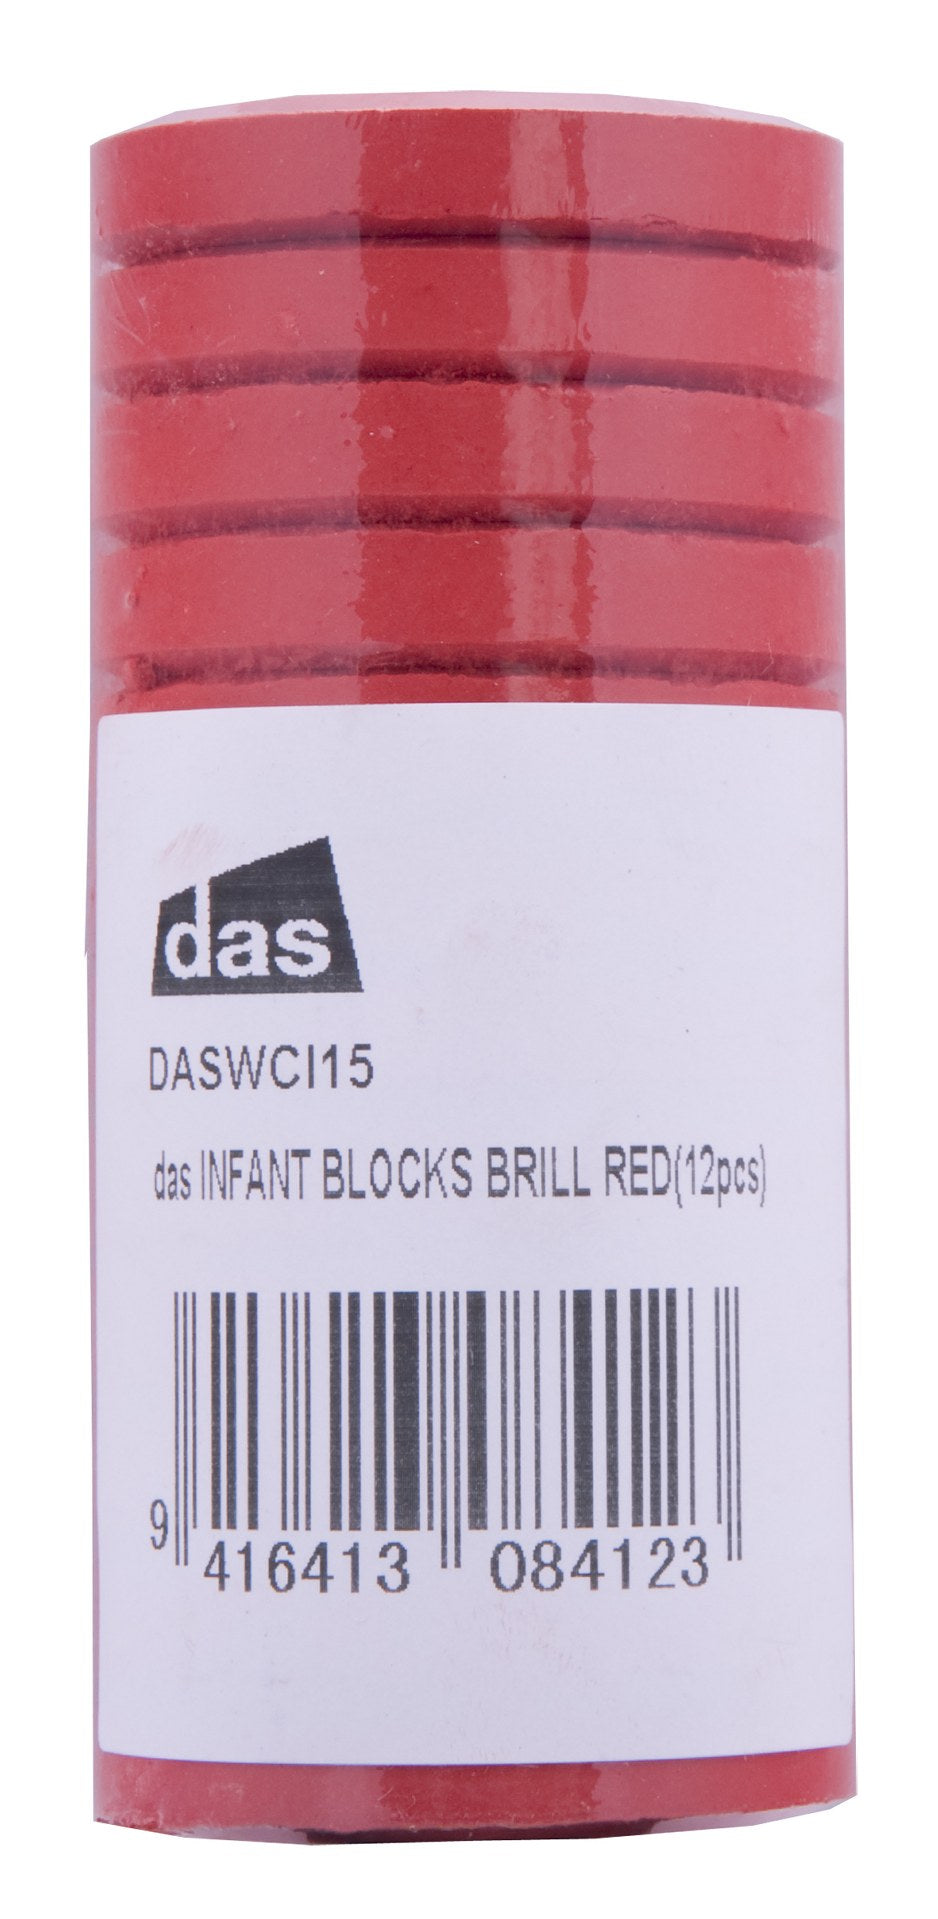 das
DASWCI15
das INFANT BLOCKS BRILL RED(12pcs)
9 416413 084123